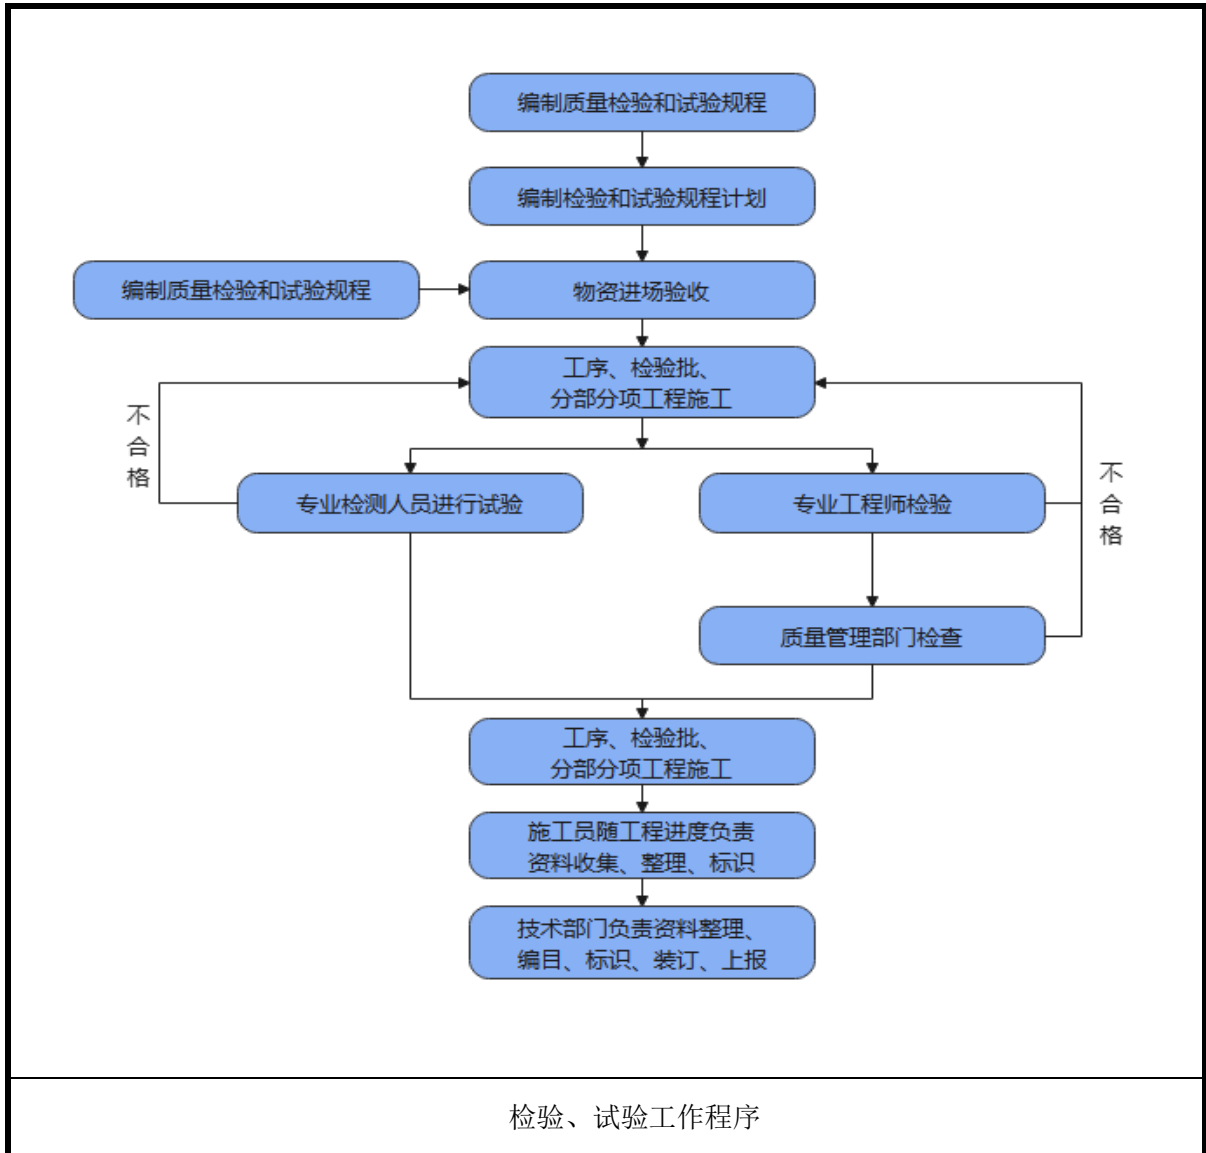 编制质量检验和试验规程
编制检验和试验规程计划
编制质量检验和试验规程
物资进场验收
工序、检验批、
分部分项工程施工
不
合
格
专业检测人员进行试验
专业工程师检验
不
合
格
质量管理部门检查
工序、检验批、
分部分项工程施工
施工员随工程进度负责
资料收集、整理、标识
技术部门负责资料整理、
编目、标识、装订、上报
检验、试验工作程序